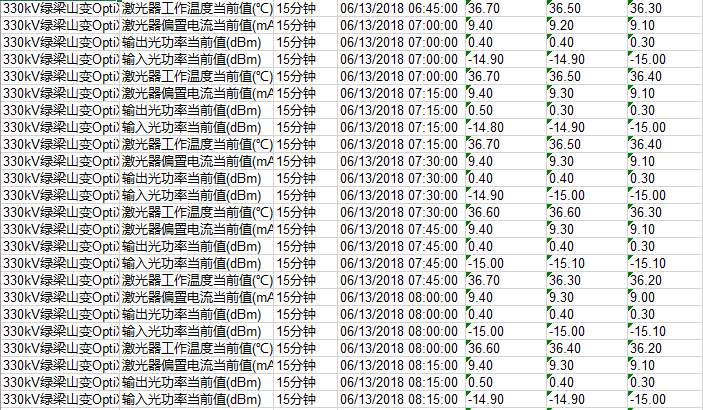 330kV绿梁山变OptiX 激光器工作温度当前值(℃) 15分钟 06/13/2018 06:45:00 36.70 36.50 36.30
330kV绿梁山变OptiX 激光器偏置电流当前值(mA 15分钟 06/13/2018 07:00:00 9.40 9.20 9.10
330kV绿梁山变OptiX 输出光功率当前值(dBm) 15分钟 06/13/2018 07:00:00 0.40 0.40 0.30
330kV绿梁山变OptiX 输入光功率当前值(dBm) 15分钟 06/13/2018 07:00:00 -14.90 -14.90 -15.00
330kV绿梁山变OptiX 激光器工作温度当前值(℃) 15分钟 06/13/2018 07:00:00 36.70 36.50 36.40
330kV绿梁山变OptiX 激光器偏置电流当前值(mA 15分钟 06/13/2018 07:15:00 9.40 9.30 9.10
330kV绿梁山变OptiX 输出光功率当前值(dBm) 15分钟 06/13/2018 07:15:00 0.50 0.30 0.30
330kV绿梁山变OptiX 输入光功率当前值(dBm) 15分钟 06/13/2018 07:15:00 -14.80 -14.90 -15.00
330kV绿梁山变OptiX 激光器工作温度当前值(℃) 15分钟 06/13/2018 07:15:00 36.70 36.50 36.40
330kV绿梁山变OptiX 激光器偏置电流当前值(mA 15分钟 06/13/2018 07:30:00 9.40 9.30 9.10
330kV绿梁山变OptiX 输出光功率当前值(dBm) 15分钟 06/13/2018 07:30:00 0.40 0.40 0.30
330kV绿梁山变OptiX 输入光功率当前值(dBm) 15分钟 06/13/2018 07:30:00 -14.90 -15.00 -15.00
330kV绿梁山变OptiX 激光器工作温度当前值(℃) 15分钟 06/13/2018 07:30:00 36.60 36.60 36.30
330kV绿梁山变OptiX 激光器偏置电流当前值(mA 15分钟 06/13/2018 07:45:00 9.40 9.30 9.10
330kV绿梁山变OptiX 输出光功率当前值(dBm) 15分钟 06/13/2018 07:45:00 0.40 0.40 0.30
330kV绿梁山变OptiX 输入光功率当前值(dBm) 15分钟 06/13/2018 07:45:00 -15.00 -15.10 -15.10
330kV绿梁山变OptiX 激光器工作温度当前值(℃) 15分钟 06/13/2018 07:45:00 36.70 36.30 36.20
330kV绿梁山变OptiX 激光器偏置电流当前值(mA 15分钟 06/13/2018 08:00:00 9.40 9.30 9.00
330kV绿梁山变OptiX 输出光功率当前值(dBm) 15分钟 06/13/2018 08:00:00 0.40 0.40 0.30
330kV绿梁山变OptiX 输入光功率当前值(dBm) 15分钟 06/13/2018 08:00:00 -15.00 -15.00 -15.10
330kV绿梁山变OptiX 激光器工作温度当前值(℃) 15分钟 06/13/2018 08:00:00 36.60 36.40 36.20
330kV绿梁山变OptiX 激光器偏置电流当前值(mA 15分钟 06/13/2018 08:15:00 9.40 9.30 9.10
330kV绿梁山变OptiX 输出光功率当前值(dBm) 15分钟 06/13/2018 08:15:00 0.50 0.40 0.30
330kV绿梁山变OptiX 输入光功率当前值(dBm) 15分钟 06/13/2018 08:15:00 -14.90 -14.90 -15.00